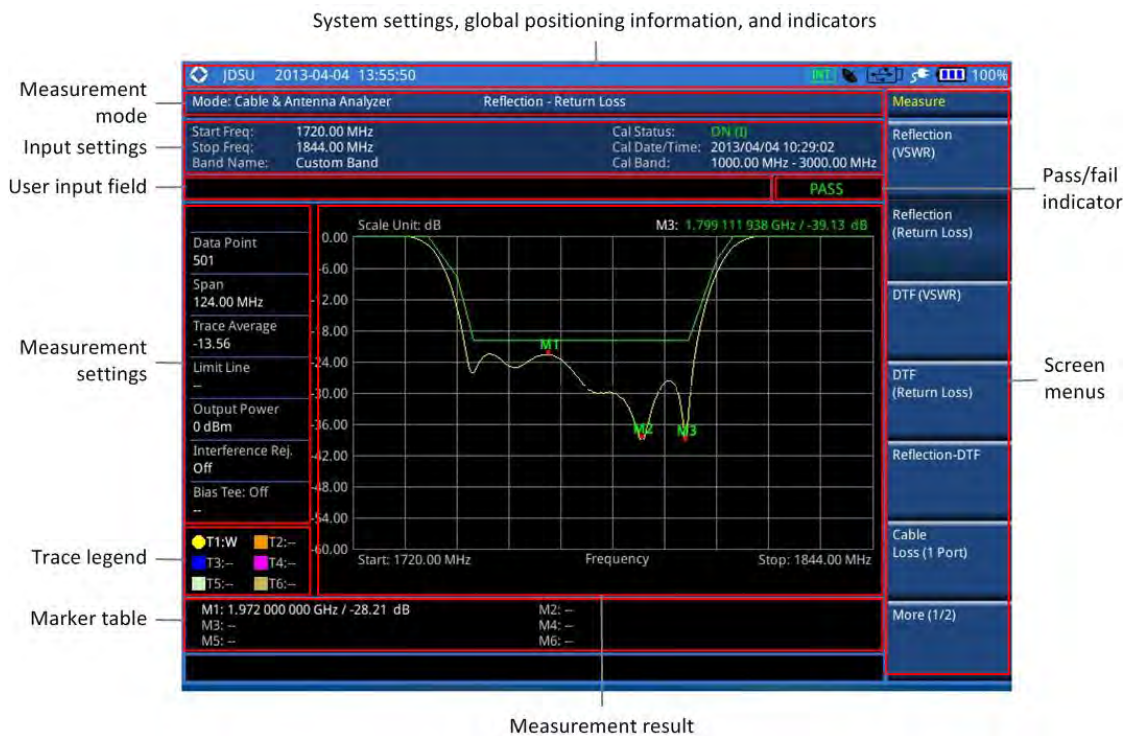 System settings, global positioning information, and indicators
JDSU 2013-04-04 13:55:50
INT
100%
Measurement
mode
Mode: Cable & Antenna Analyzer Reflection - Return Loss
Measure
Input settings
Start Freq: 1720.00 MHz Cal Status: ON (I)
Stop Freq: 1844.00 MHz Cal Date/Time: 2013/04/04 10:29:02
Band Name: Custom Band Cal Band: 1000.00 MHz - 3000.00 MHz
Reflection
(VSWR)
User input field
PASS
Pass/fail
indicator
Measurement
settings
Data Point
501
Span
124.00 MHz
Trace Average
-13.56
Limit Line
--
Output Power
0 dBm
Interference Rej.
Off
Bias Tee: Off
--
Scale Unit: dB M3: 1.799 111 938 GHz / -39.13 dB
0.00
-6.00
-12.00
-18.00
-24.00
-30.00
-36.00
-42.00
-48.00
-54.00
-60.00
M1
M2
M3
Start: 1720.00 MHz Frequency Stop: 1844.00 MHz
Reflection
(Return Loss)
DTF (VSWR)
DTF
(Return Loss)
Reflection-DTF
Cable
Loss (1 Port)
More (1/2)
Screen
menus
Trace legend
T1:W T2:--
T3:-- T4:--
T5:-- T6:--
Marker table
M1: 1.972 000 000 GHz / -28.21 dB M2: --
M3: -- M4: --
M5: -- M6: --
Measurement result